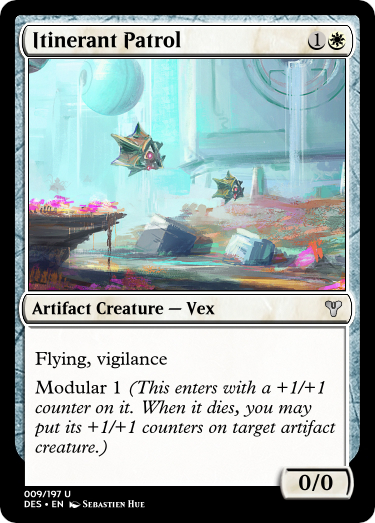 Itinerant Patrol
1
Artifact Creature — Vex
Flying, vigilance
Modular 1 (This enters with a +1/+1
counter on it. When it dies, you may
put its +1/+1 counters on target artifact
creature.)
0/0
009/197 U
DES • EN Sebastien Hue